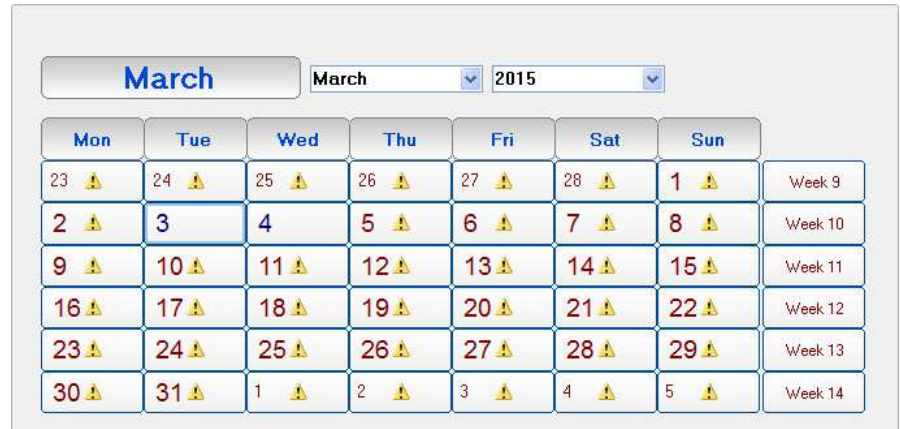 March March 2015
Mon Tue Wed Thu Fri Sat Sun
23 24 25 26 27 28 1 Week 9
2 3 4 5 6 7 8 Week 10
9 10 11 12 13 14 15 Week 11
16 17 18 19 20 21 22 Week 12
23 24 25 26 27 28 29 Week 13
30 31 1 2 3 4 5 Week 14